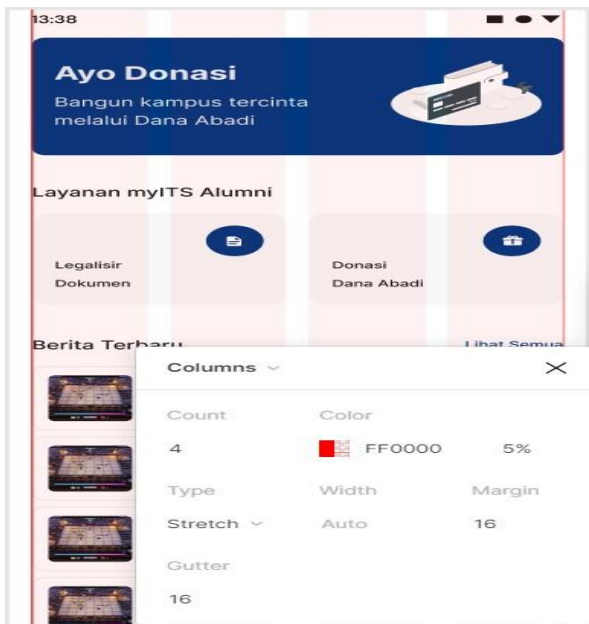 13:38
Ayo Donasi
Bangun kampus tercinta
melalui Dana Abadi
Layanan myITS Alumni
Legalisir
Dokumen
Donasi
Dana Abadi
Berita Terbaru
Lihat Semua
Columns
Count
Color
4
FF0000
5%
Type
Width
Margin
Stretch
Auto
16
Gutter
16